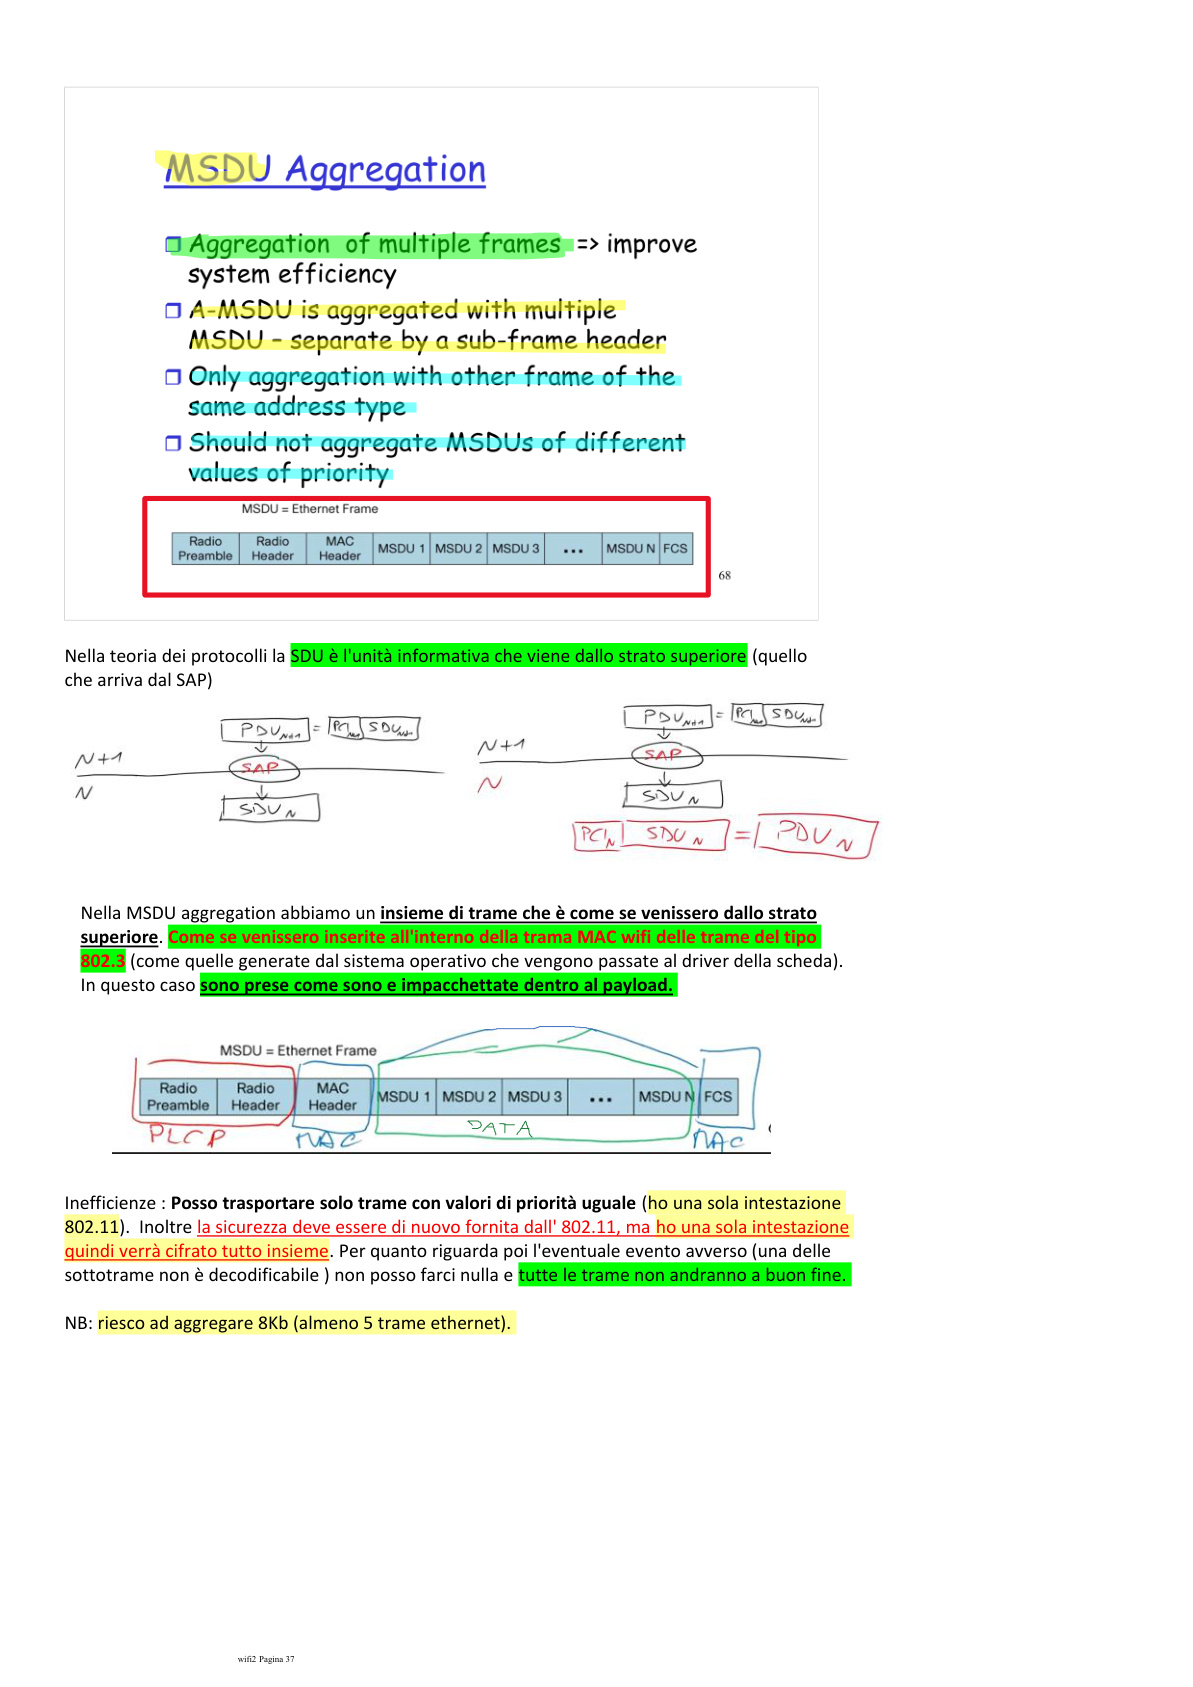 MSDU Aggregation
Aggregation of multiple frames => improve
system efficiency
A-MSDU is aggregated with multiple
MSDU – separate by a sub-frame header
Only aggregation with other frame of the
same address type
Should not aggregate MSDUs of different
values of priority
MSDU = Ethernet Frame
Radio Preamble Radio Header MAC Header MSDU 1 MSDU 2 MSDU 3 ... MSDU N FCS
68
Nella teoria dei protocolli la SDU è l'unità informativa che viene dallo strato superiore (quello
che arriva dal SAP)
PDU N+1 = PCI N+1 SDU N+1
N+1
SAP
N
SDU N
PDU N+1 = PCI N+1 SDU N+1
N+1
SAP
N
SDU N
PCI N SDU N = PDU N
Nella MSDU aggregation abbiamo un insieme di trame che è come se venissero dallo strato
superiore. Come se venissero inserite all'interno della trama MAC wifi delle trame del tipo
802.3 (come quelle generate dal sistema operativo che vengono passate al driver della scheda).
In questo caso sono prese come sono e impacchettate dentro al payload.
MSDU = Ethernet Frame
Radio Preamble Radio Header MAC Header MSDU 1 MSDU 2 MSDU 3 ... MSDU N FCS
PLCP MAC DATA MAC
Inefficienze : Posso trasportare solo trame con valori di priorità uguale (ho una sola intestazione
802.11). Inoltre la sicurezza deve essere di nuovo fornita dall' 802.11, ma ho una sola intestazione
quindi verrà cifrato tutto insieme. Per quanto riguarda poi l'eventuale evento avverso (una delle
sottotrame non è decodificabile ) non posso farci nulla e tutte le trame non andranno a buon fine.
NB: riesco ad aggregare 8Kb (almeno 5 trame ethernet).
wifi2 Pagina 37